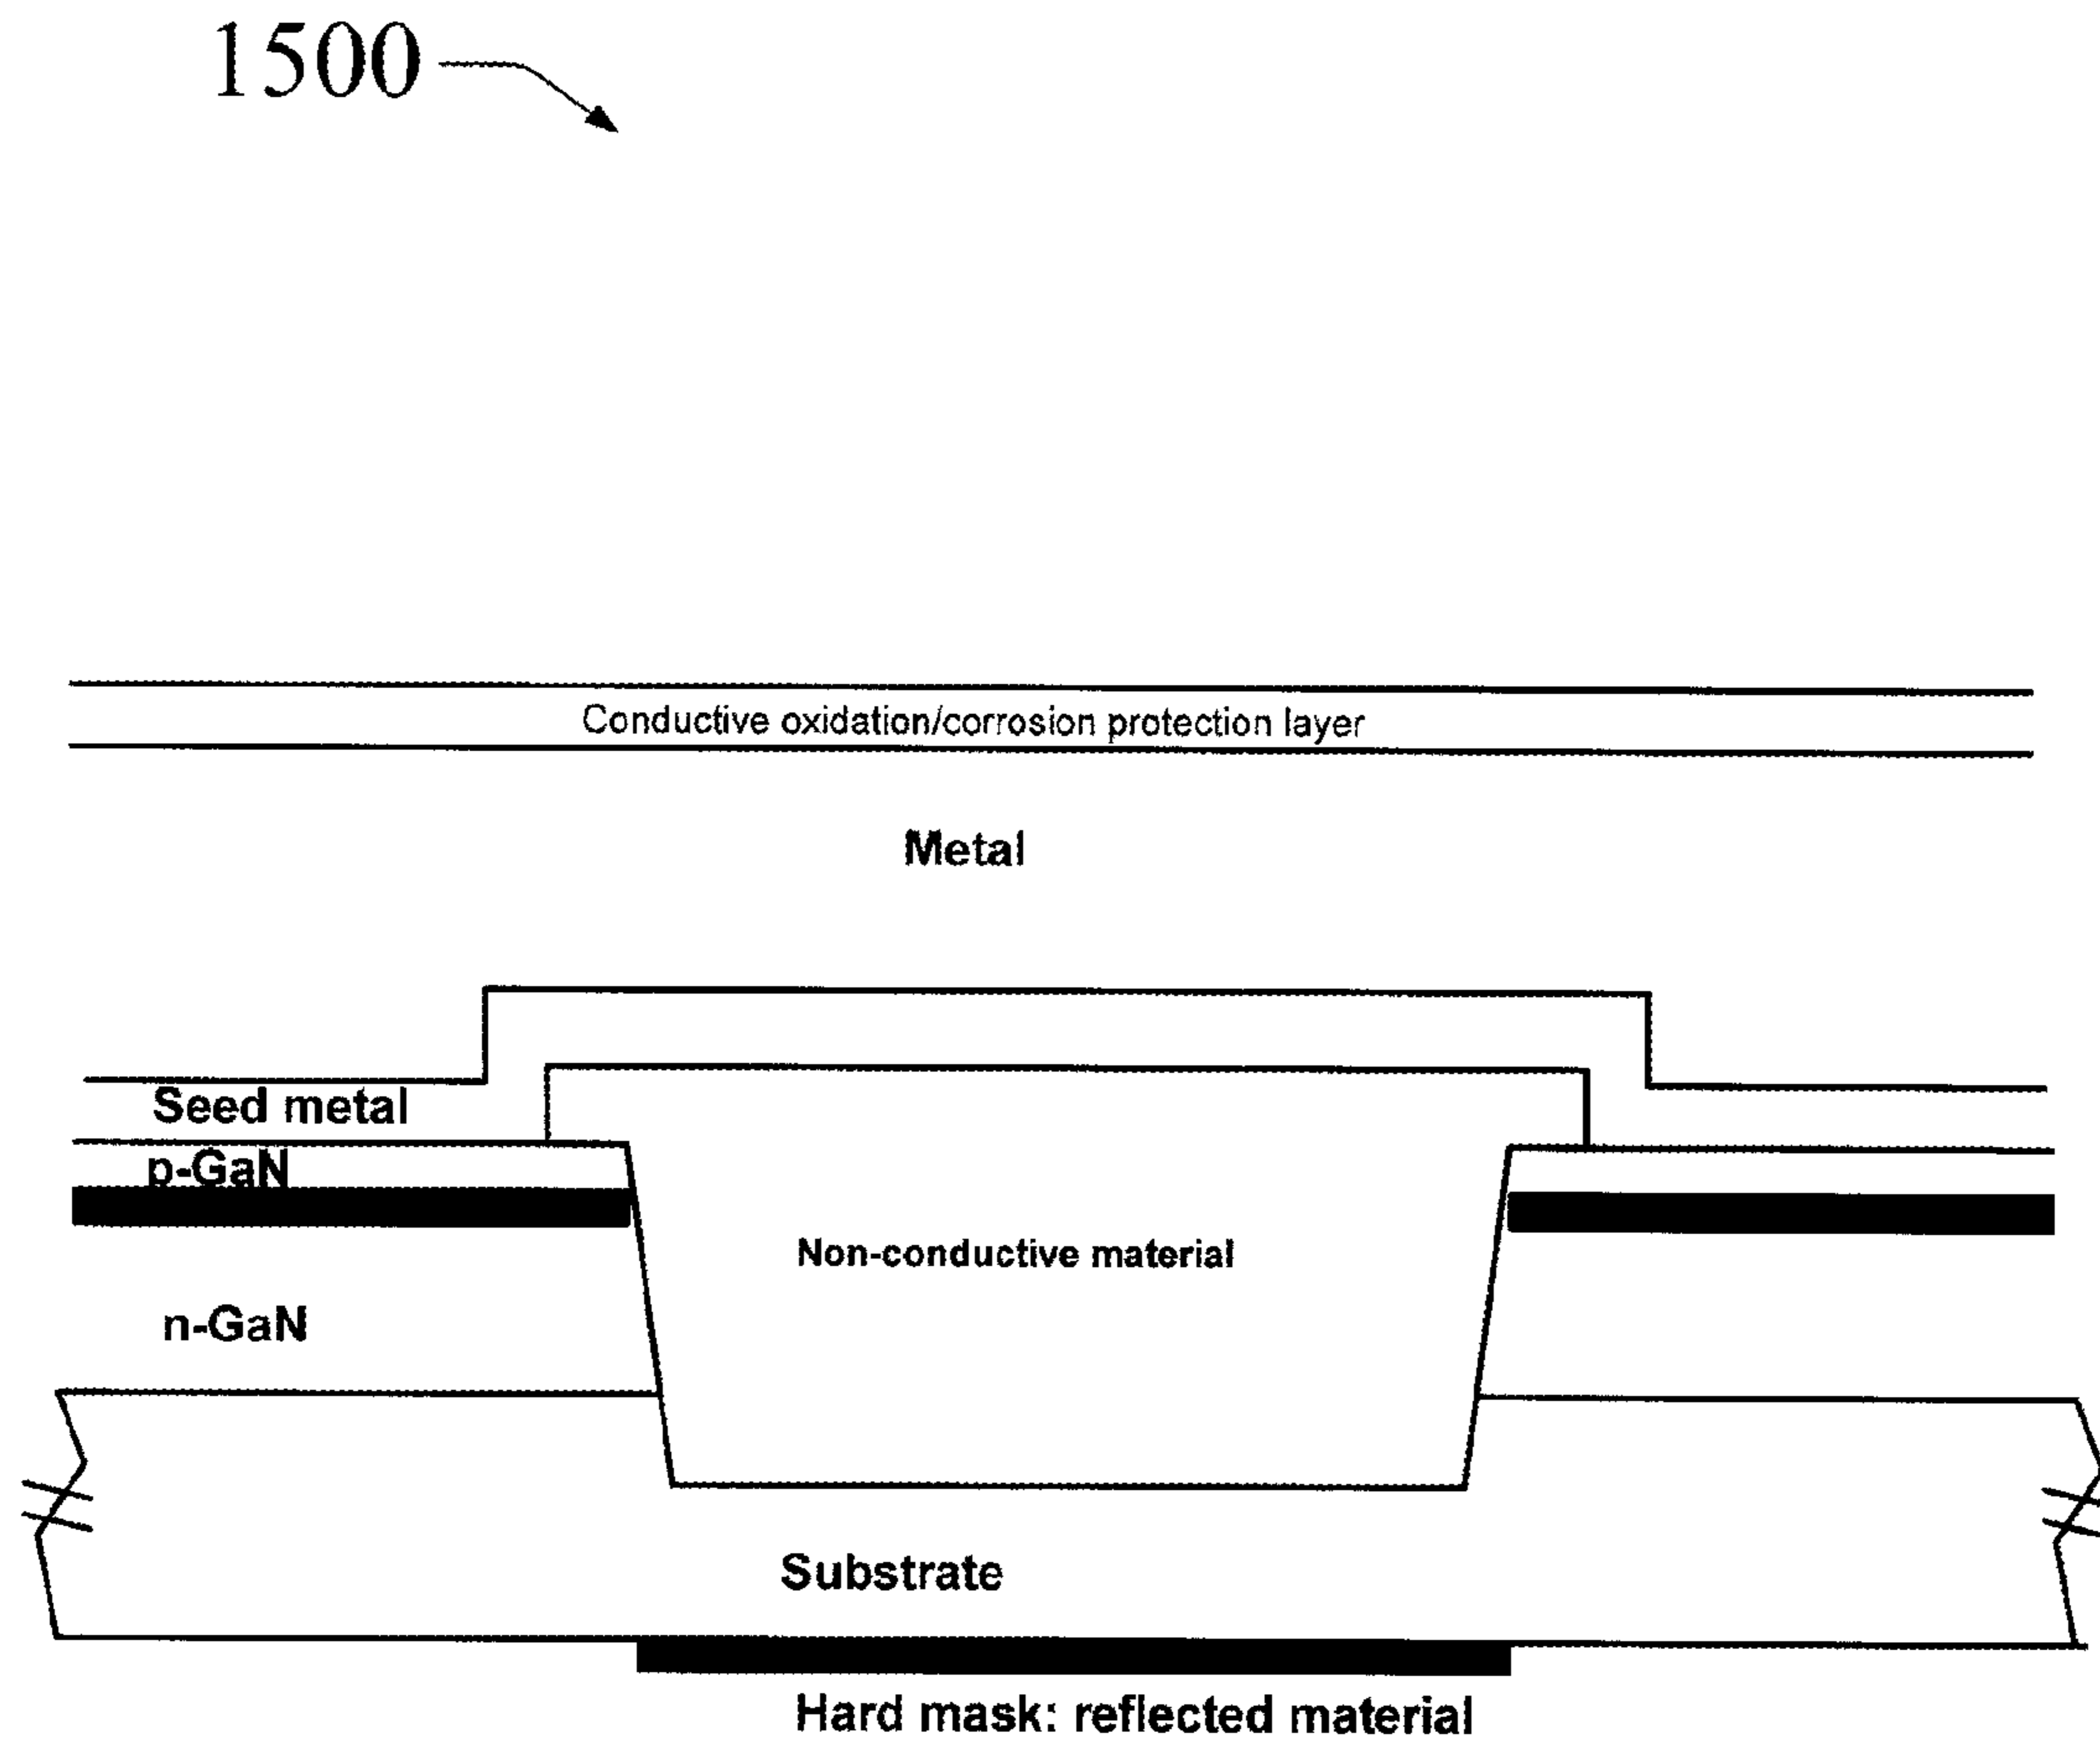 1500
Conductive oxidation/corrosion protection layer
Metal
Seed metal
p-GaN
Non-conductive material
n-GaN
Substrate
Hard mask: reflected material